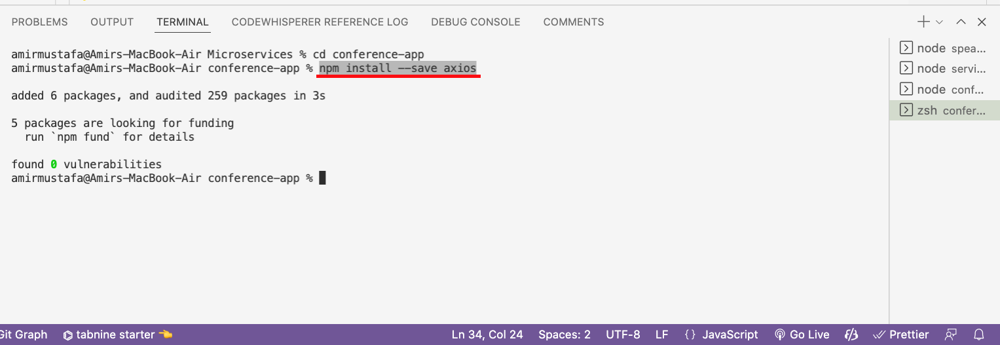 PROBLEMS OUTPUT TERMINAL CODEWHISPERER REFERENCE LOG DEBUG CONSOLE COMMENTS
amirmustafa@Amirs-MacBook-Air Microservices % cd conference-app
amirmustafa@Amirs-MacBook-Air conference-app % npm install --save axios
added 6 packages, and audited 259 packages in 3s
5 packages are looking for funding
run `npm fund` for details
found 0 vulnerabilities
amirmustafa@Amirs-MacBook-Air conference-app %
node spea...
node servi...
node conf...
zsh confer...
Git Graph tabnine starter Ln 34, Col 24 Spaces: 2 UTF-8 LF {} JavaScript Go Live Prettier